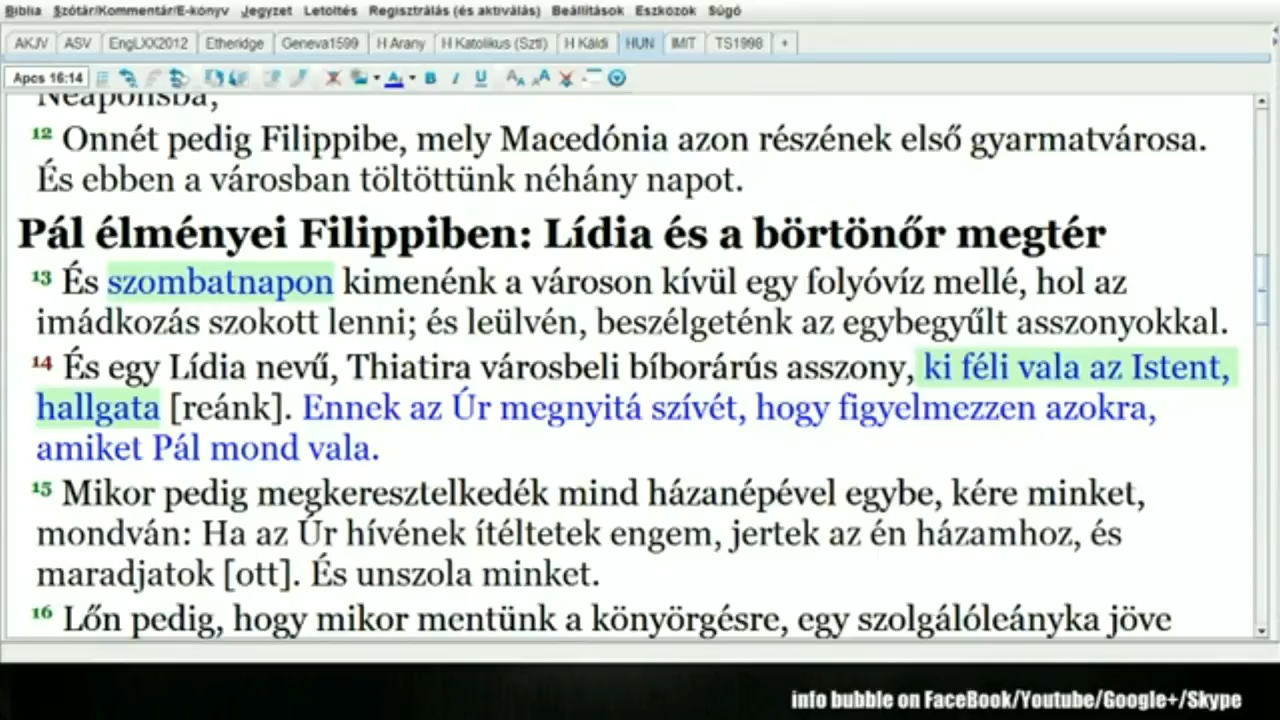 Biblia Szótár/Kommentár/E-könyv Jegyzet Letöltés Regisztrálás (és aktiválás) Beállítások Eszközök Súgó
AKJV ASV EngLXX2012 Etheridge Geneva1599 H Arany H Katolikus (SztI) H Káldi HUN IMIT TS1998 +
Apcs 16:14
Neápolisba,
12 Onnét pedig Filippibe, mely Macedónia azon részének első gyarmatvárosa.
És ebben a városban töltöttünk néhány napot.
Pál élményei Filippiben: Lídia és a börtönőr megtér
13 És szombatnapon kimenénk a városon kívül egy folyóvíz mellé, hol az
imádkozás szokott lenni; és leülvén, beszélgeténk az egybegyűlt asszonyokkal.
14 És egy Lídia nevű, Thiatira városbeli bíborárús asszony, ki féli vala az Istent,
hallgata [reánk]. Ennek az Úr megnyitá szívét, hogy figyelmezzen azokra,
amiket Pál mond vala.
15 Mikor pedig megkeresztelkedék mind házanépével egybe, kére minket,
mondván: Ha az Úr hívének ítéltetek engem, jertek az én házamhoz, és
maradjatok [ott]. És unszola minket.
16 Lőn pedig, hogy mikor mentünk a könyörgésre, egy szolgálóleányka jöve
info bubble on FaceBook/Youtube/Google+/Skype